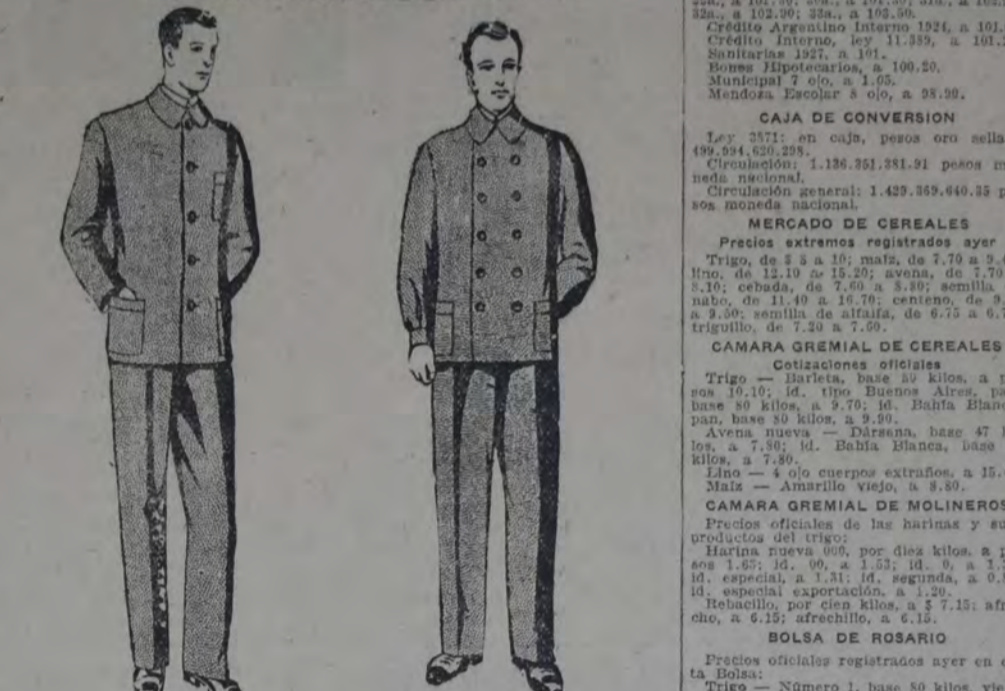 32a., a 102.90; 33a., a 103.50.
Crédito Argentino Interno 1924, a 101.
Crédito Interno, ley 11.389, a 101.
Sanitarias 1927, a 101.
Bonos Hipotecarios, a 100.20.
Municipal 7 o|o, a 1.05.
Mendoza Escolar 8 o|o, a 98.90.
CAJA DE CONVERSION
Ley 3871: en caja, pesos oro sella
499.994.620.298.
Circulación: 1.136.351.381.91 pesos m
neda nacional.
Circulación general: 1.429.369.640.35 p
sos moneda nacional.
MERCADO DE CEREALES
Precios extremos registrados ayer
Trigo, de $ 8 a 10; maíz, de 7.70 a 9.
lino, de 12.10 a 15.20; avena, de 7.70
8.10; cebada, de 7.60 a 8.80; semilla
nabo, de 11.40 a 16.70; centeno, de 9.
a 9.50; semilla de alfalfa, de 6.75 a 6.
triguillo, de 7.20 a 7.60.
CAMARA GREMIAL DE CEREALES
Cotizaciones oficiales
Trigo — Barleta, base 80 kilos, a p
sos 10.10; id. tipo Buenos Aires, pa
base 80 kilos, a 9.70; id. Bahía Blan
pan, base 80 kilos, a 9.90.
Avena nueva — Dársena, base 47
los, a 7.80; id. Bahía Blanca, base
kilos, a 7.80.
Lino — 4 o|o cuerpos extraños, a 15.
Maíz — Amarillo viejo, a 8.80.
CAMARA GREMIAL DE MOLINEROS
Precios oficiales de las harinas y su
productos del trigo:
Harina nueva 000, por diez kilos, a p
sos 1.65; id. 00, a 1.53; id. 0, a 1.
id. especial, a 1.31; id. segunda, a 0.
id. especial exportación, a 1.20.
Rebacillo, por cien kilos, a $ 7.15; afr
cho, a 6.15; afrechillo, a 6.15.
BOLSA DE ROSARIO
Precios oficiales registrados ayer en
ta Bolsa:
Trigo — Número 1, base 80 kilos, vie